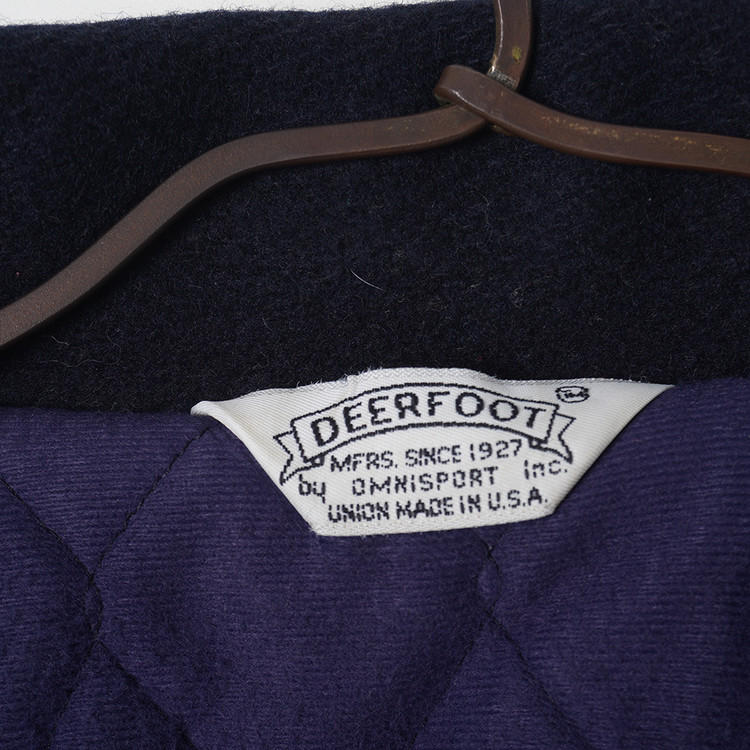 DEERFOOT
MFRS. SINCE 1927
by OMNISPORT Inc.
UNION MADE IN U.S.A.